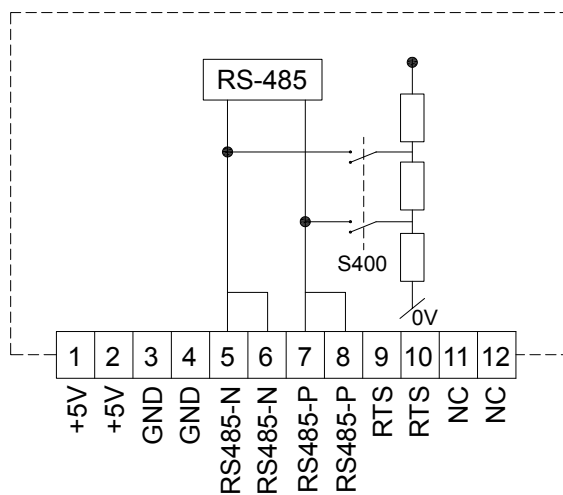 RS-485
S400
0V
1 2 3 4 5 6 7 8 9 10 11 12
+5V
+5V
GND
GND
RS485-N
RS485-N
RS485-P
RS485-P
RTS
RTS
NC
NC